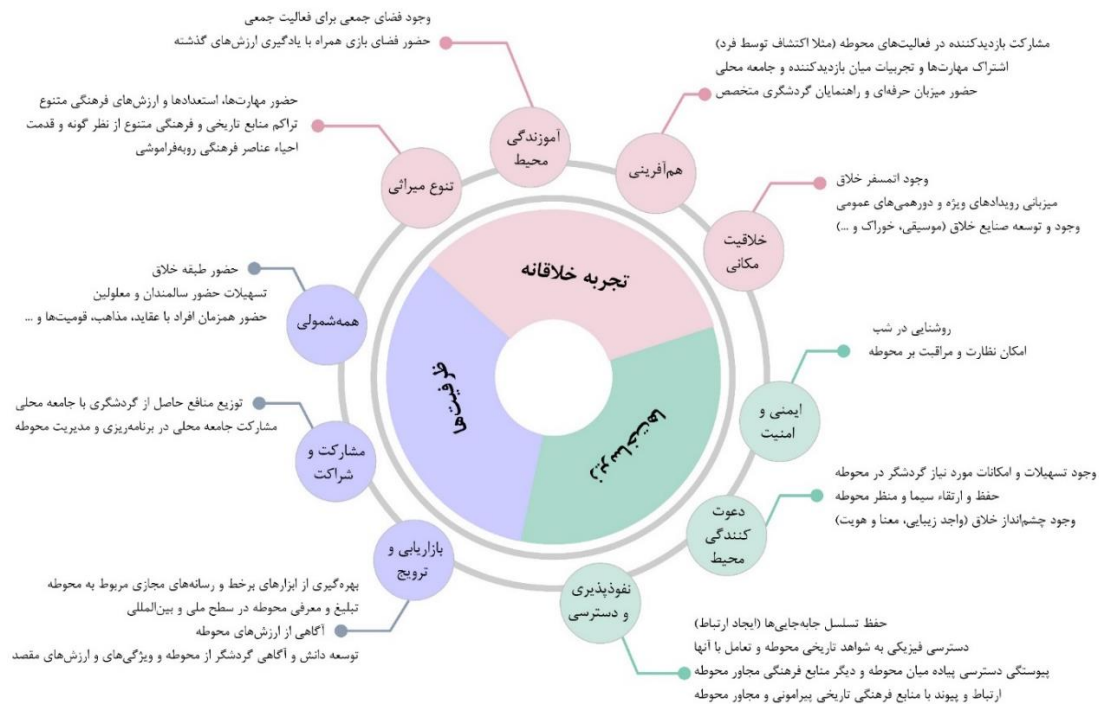 وجود فضای جمعی برای فعالیت جمعی
حضور فضای بازی همراه با یادگیری ارزش‌های گذشته
مشارکت بازدیدکننده در فعالیت‌های محوطه (مثلا اکتشاف توسط فرد)
اشتراک مهارت‌ها و تجربیات میان بازدیدکننده و جامعه محلی
حضور میزبان حرفه‌ای و راهنمایان گردشگری متخصص
حضور مهارت‌ها، استعدادها و ارزش‌های فرهنگی متنوع
تراکم منابع تاریخی و فرهنگی متنوع از نظر گونه و قدمت
احیاء عناصر فرهنگی روبه‌فراموشی
آموزندگی
محیط
هم‌آفرینی
تنوع میراثی
وجود اتمسفر خلاق
میزبانی رویدادهای ویژه و دورهمی‌های عمومی
وجود و توسعه صنایع خلاق (موسیقی، خوراک و ...)
خلاقیت
مکانی
تجربه خلاقانه
حضور طبقه خلاق
تسهیلات حضور سالمندان و معلولین
حضور همزمان افراد با عقاید، مذاهب، قومیت‌ها و ...
همه‌شمولی
روشنایی در شب
امکان نظارت و مراقبت بر محوطه
ایمنی و
امنیت
ظرفیت‌ها
زیرساخت‌ها
توزیع منافع حاصل از گردشگری با جامعه محلی
مشارکت جامعه محلی در برنامه‌ریزی و مدیریت محوطه
مشارکت و
شراکت
وجود تسهیلات و امکانات مورد نیاز گردشگر در محوطه
حفظ و ارتقاء سیما و منظر محوطه
وجود چشم‌انداز خلاق (واجد زیبایی، معنا و هویت)
دعوت
کنندگی
محیط
بازاریابی و
ترویج
بهره‌گیری از ابزارهای برخط و رسانه‌های مجازی مربوط به محوطه
تبلیغ و معرفی محوطه در سطح ملی و بین‌المللی
آگاهی از ارزش‌های محوطه
توسعه دانش و آگاهی گردشگر از محوطه و ویژگی‌های و ارزش‌های مقصد
نفوذپذیری
و دسترسی
حفظ تسلسل جابه‌جایی‌ها (ایجاد ارتباط)
دسترسی فیزیکی به شواهد تاریخی محوطه و تعامل با آنها
پیوستگی دسترسی پیاده میان محوطه و دیگر منابع فرهنگی مجاور محوطه
ارتباط و پیوند با منابع فرهنگی تاریخی پیرامونی و مجاور محوطه